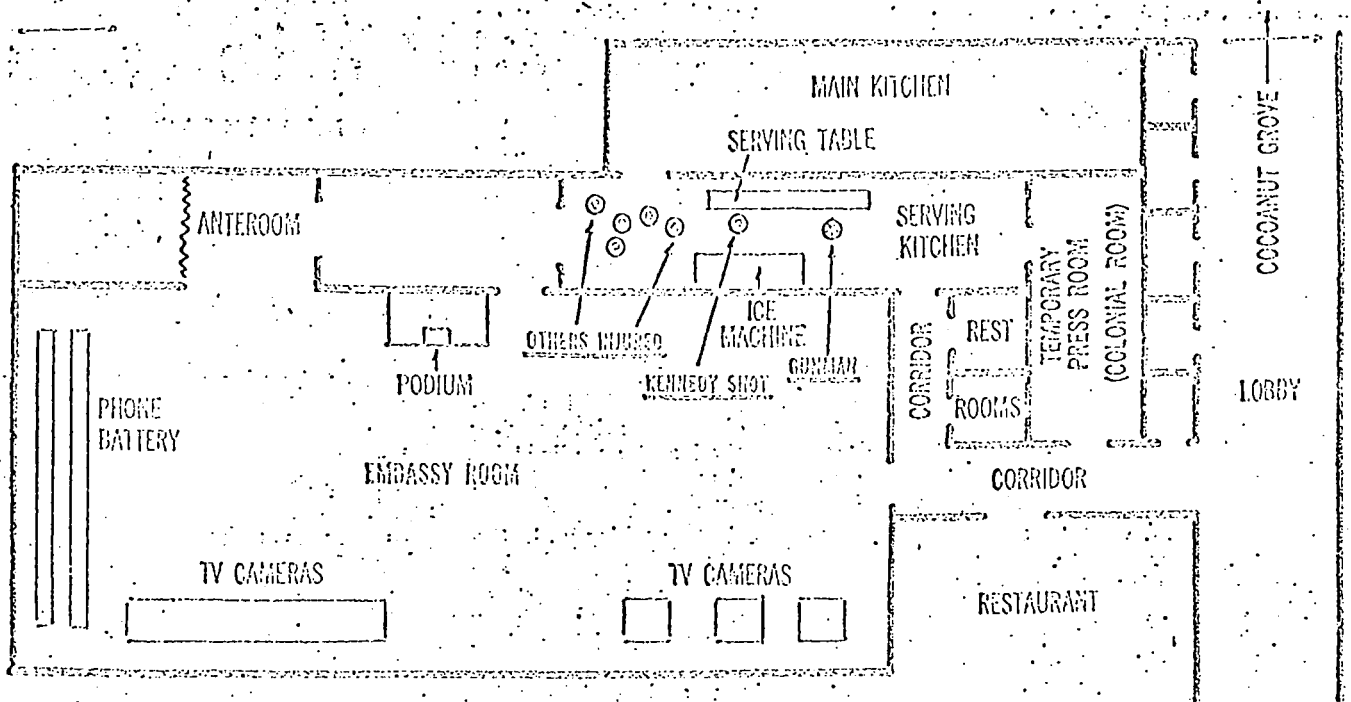 MAIN KITCHEN
SERVING TABLE
COCOANUT GROVE
ANTEROOM
SERVING
KITCHEN
TEMPORARY
PRESS ROOM
(COLONIAL ROOM)
OTHERS INJURED
ICE
MACHINE
GUNMAN
KENNEDY SHOT
PODIUM
CORRIDOR
REST
ROOMS
LOBBY
PHONE
BATTERY
EMBASSY ROOM
CORRIDOR
TV CAMERAS
TV CAMERAS
RESTAURANT